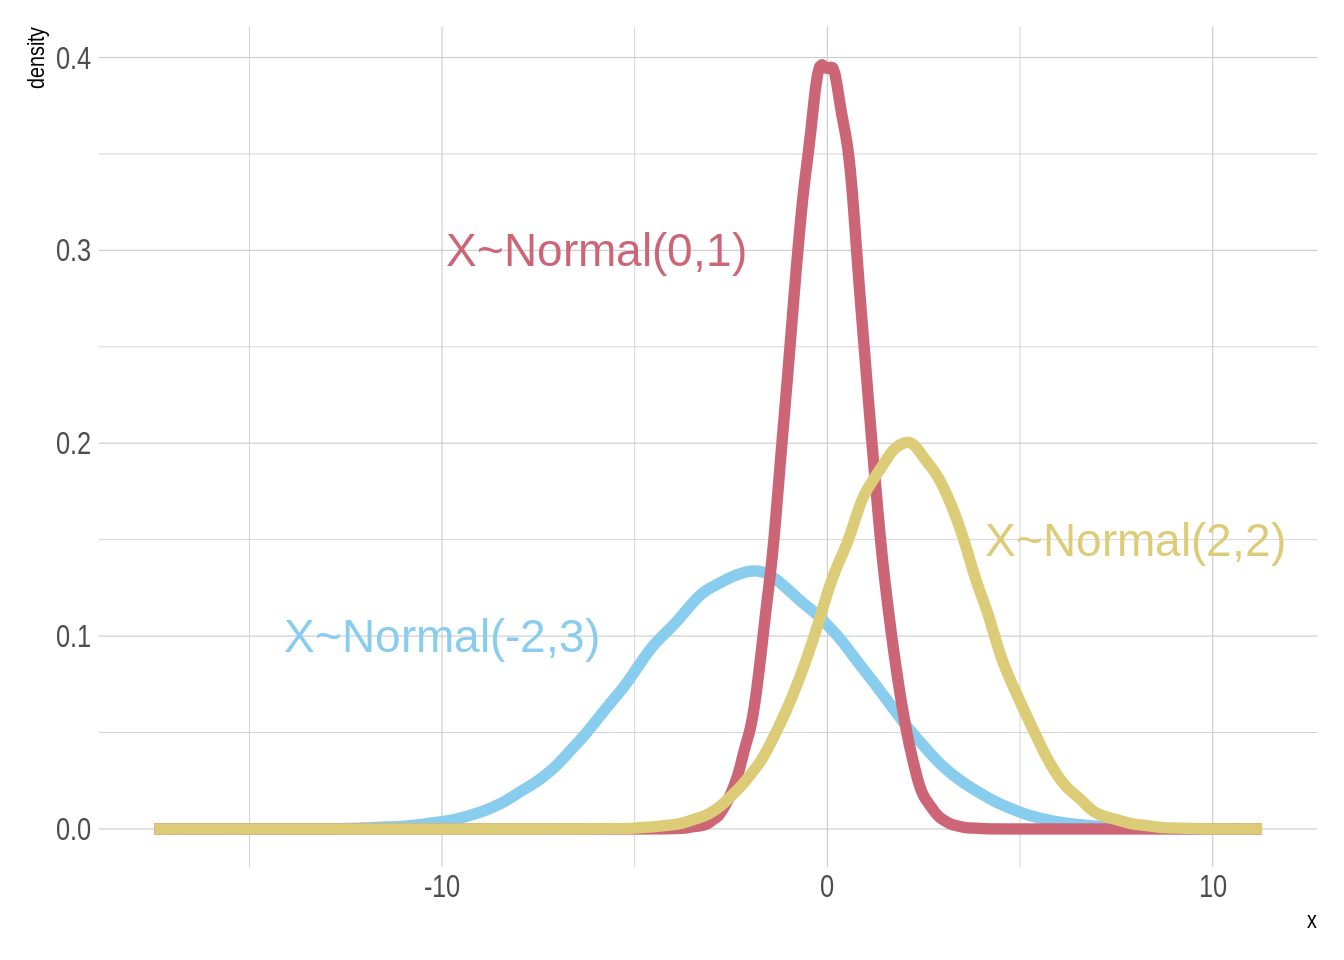 density
0.4
0.3
0.2
0.1
0.0
X~Normal(0,1)
X~Normal(2,2)
X~Normal(-2,3)
-10
0
10
x